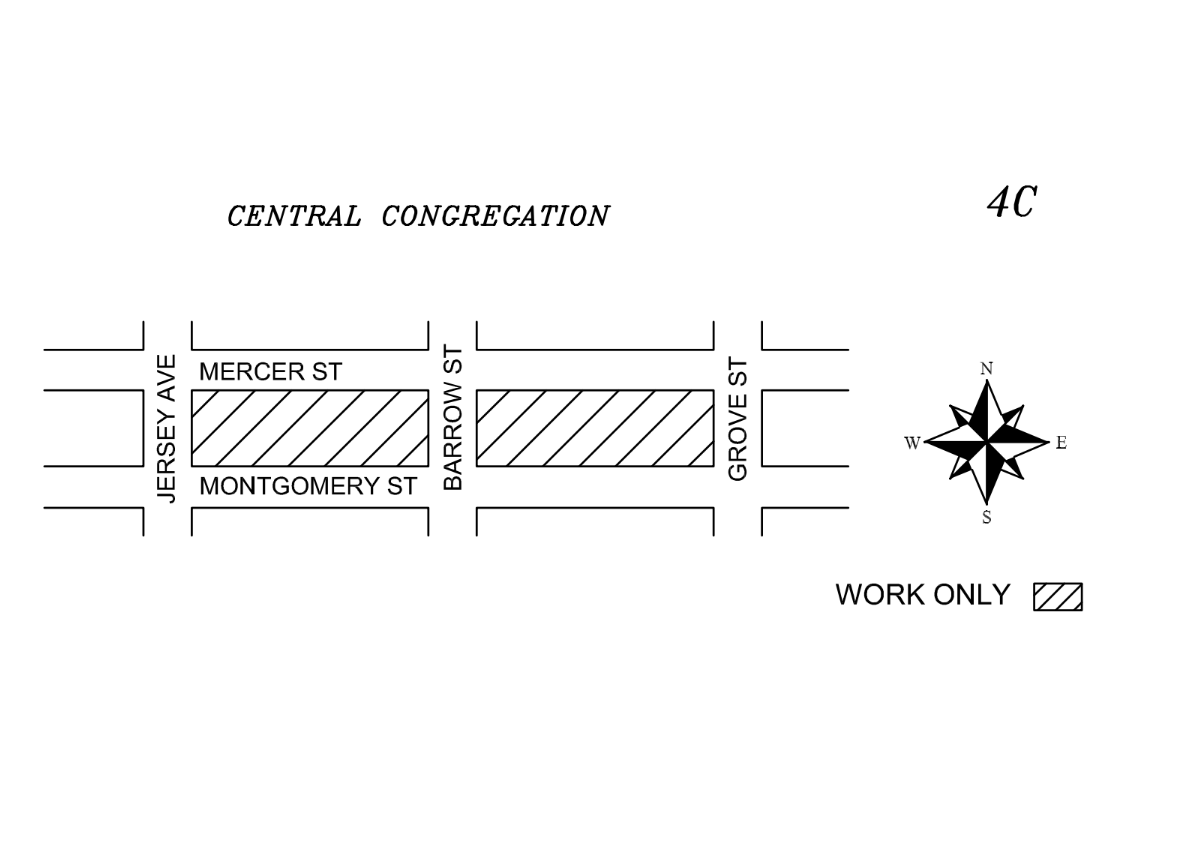 4C
CENTRAL CONGREGATION
JERSEY AVE
MERCER ST
MONTGOMERY ST
BARROW ST
GROVE ST
N
W
E
S
WORK ONLY